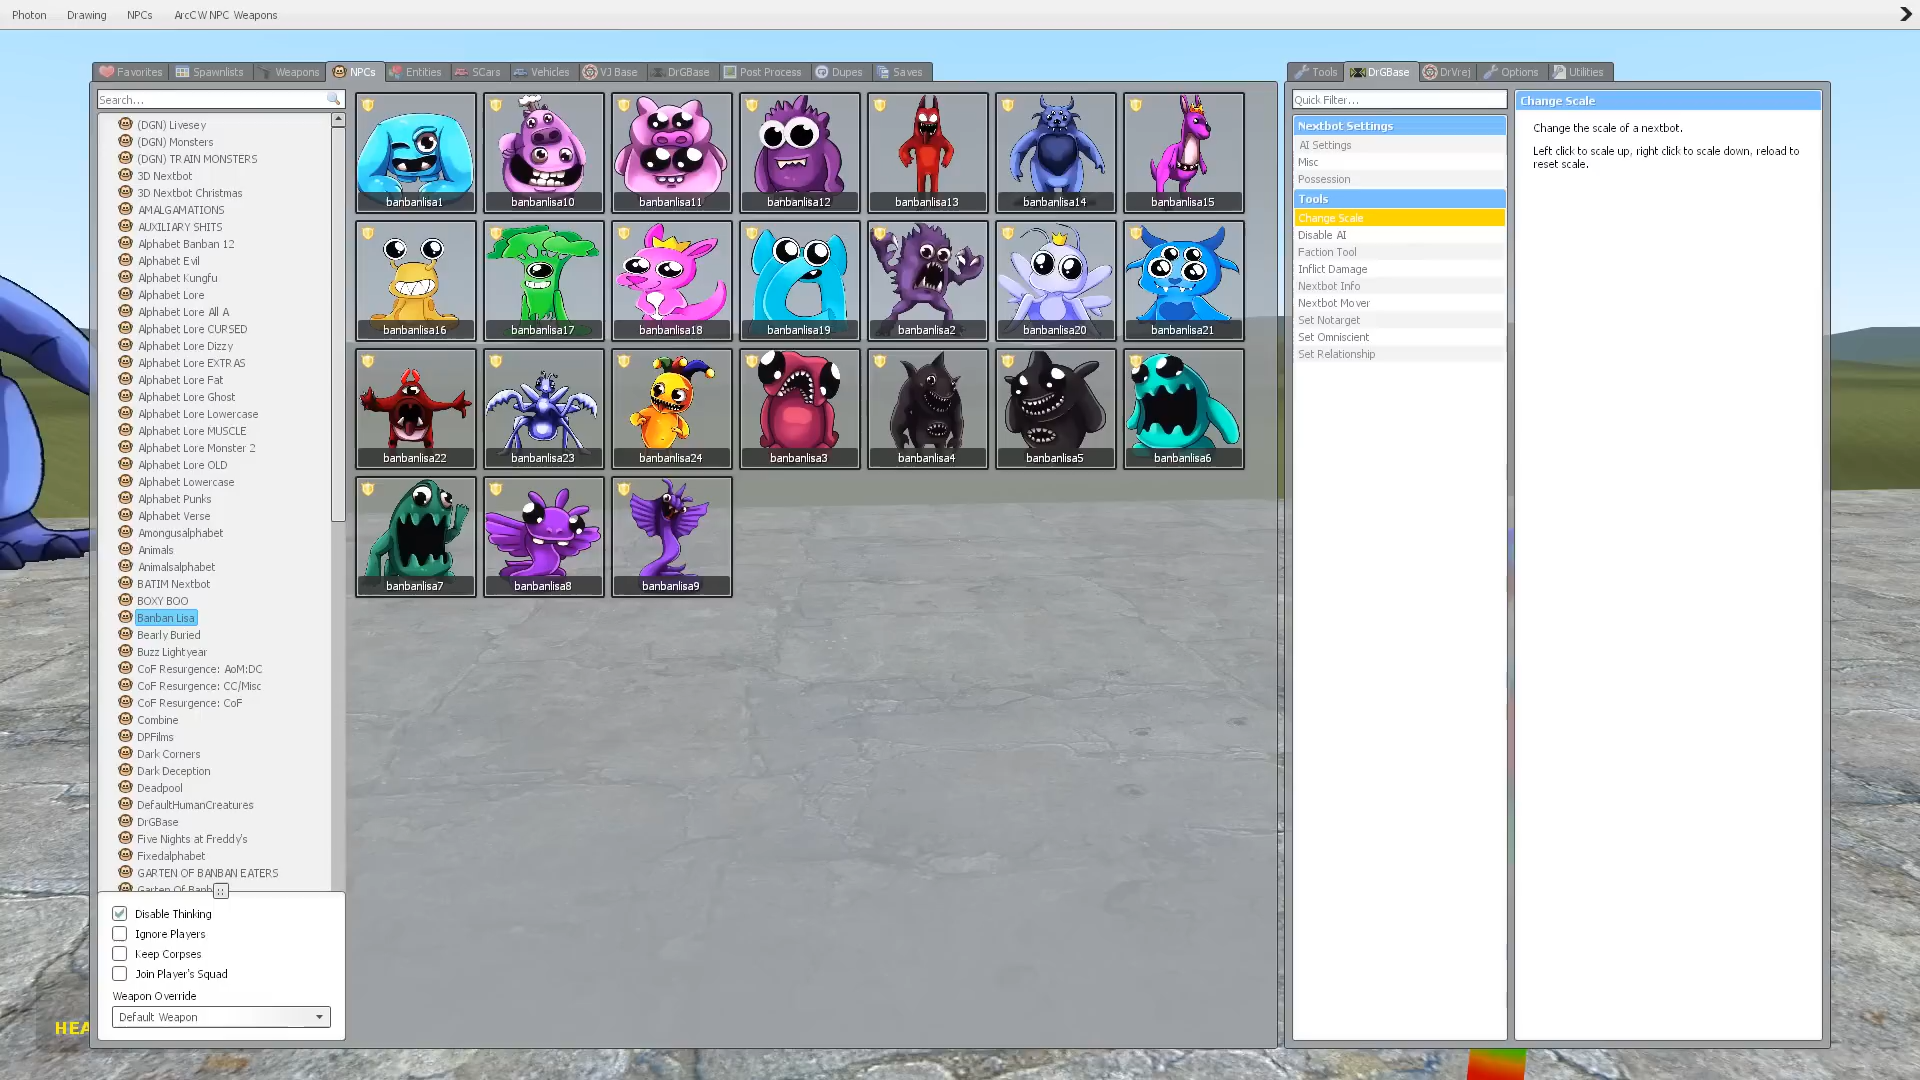 Photon Drawing NPCs ArcCW NPC Weapons
Favorites Spawnlists Weapons NPCs Entities SCars Vehicles VJ Base DrGBase Post Process Dupes Saves
Search...
(DGN) Livesey
(DGN) Monsters
(DGN) TRAIN MONSTERS
3D Nextbot
3D Nextbot Christmas
AMALGAMATIONS
AUXILIARY SHITS
Alphabet Banban 12
Alphabet Evil
Alphabet Kungfu
Alphabet Lore
Alphabet Lore All A
Alphabet Lore CURSED
Alphabet Lore Dizzy
Alphabet Lore EXTRAS
Alphabet Lore Fat
Alphabet Lore Ghost
Alphabet Lore Lowercase
Alphabet Lore MUSCLE
Alphabet Lore Monster 2
Alphabet Lore OLD
Alphabet Lowercase
Alphabet Punks
Alphabet Verse
Amongusalphabet
Animals
Animalsalphabet
BATIM Nextbot
BOXY BOO
Banban Lisa
Bearly Buried
Buzz Lightyear
CoF Resurgence: AoM:DC
CoF Resurgence: CC/Misc
CoF Resurgence: CoF
Combine
DPFilms
Dark Corners
Dark Deception
Deadpool
DefaultHumanCreatures
DrGBase
Five Nights at Freddy's
Fixedalphabet
GARTEN OF BANBAN EATERS
Garten Of Banb
Disable Thinking
Ignore Players
Keep Corpses
Join Player's Squad
Weapon Override
Default Weapon
HEA
banbanlisa1 banbanlisa10 banbanlisa11 banbanlisa12 banbanlisa13 banbanlisa14 banbanlisa15
banbanlisa16 banbanlisa17 banbanlisa18 banbanlisa19 banbanlisa2 banbanlisa20 banbanlisa21
banbanlisa22 banbanlisa23 banbanlisa24 banbanlisa3 banbanlisa4 banbanlisa5 banbanlisa6
banbanlisa7 banbanlisa8 banbanlisa9
Tools DrGBase DrVrej Options Utilities
Quick Filter...
Nextbot Settings
AI Settings
Misc
Possession
Tools
Change Scale
Disable AI
Faction Tool
Inflict Damage
Nextbot Info
Nextbot Mover
Set Notarget
Set Omniscient
Set Relationship
Change Scale
Change the scale of a nextbot.
Left click to scale up, right click to scale down, reload to
reset scale.